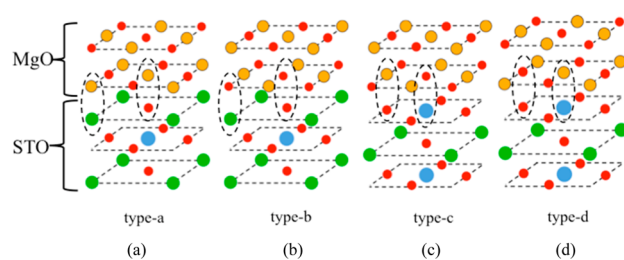 MgO
STO
type-a
type-b
type-c
type-d
(a)
(b)
(c)
(d)